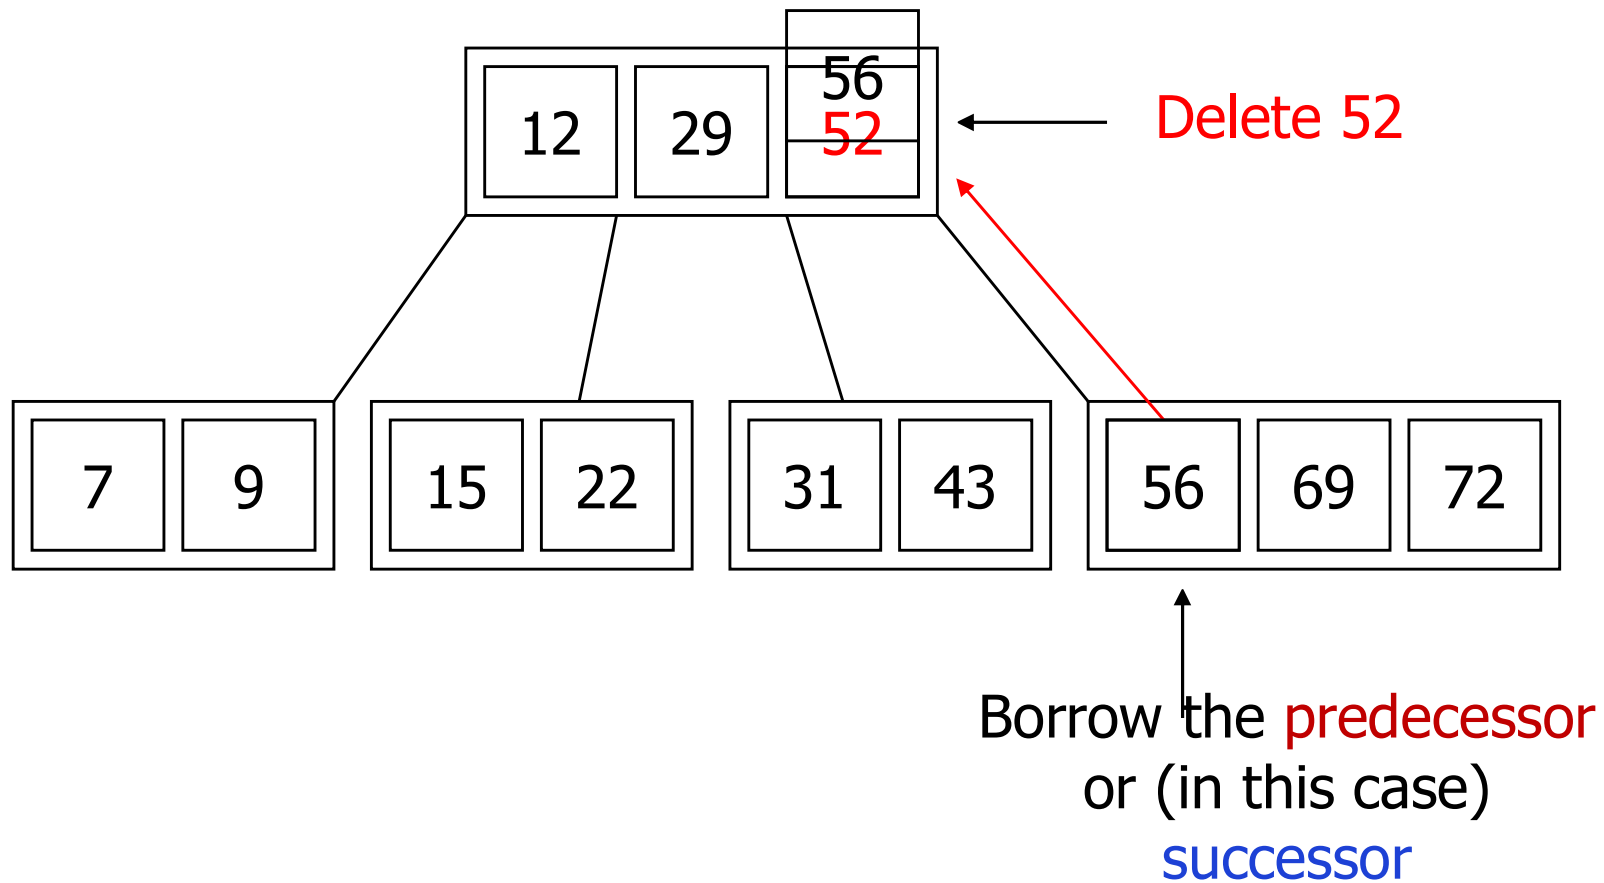 56
12 29 52
Delete 52
7 9 15 22 31 43 56 69 72
Borrow the predecessor
or (in this case)
successor